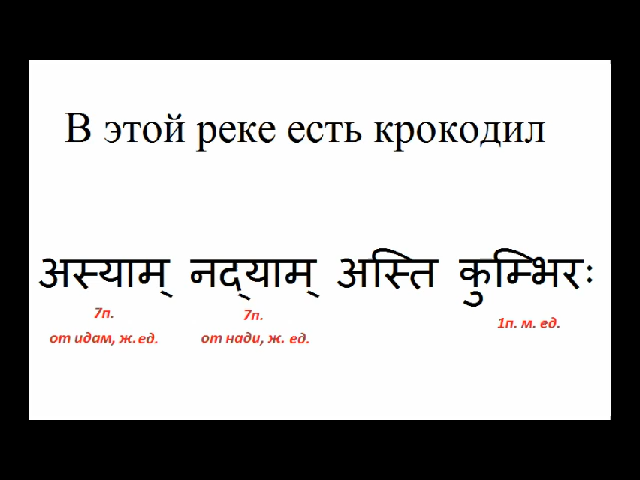 В этой реке есть крокодил
अस्याम् नद्याम् अस्ति कुम्भिरः
7п. 7п. 1п. м. ед.
от идам, ж.ед. от нади, ж. ед.